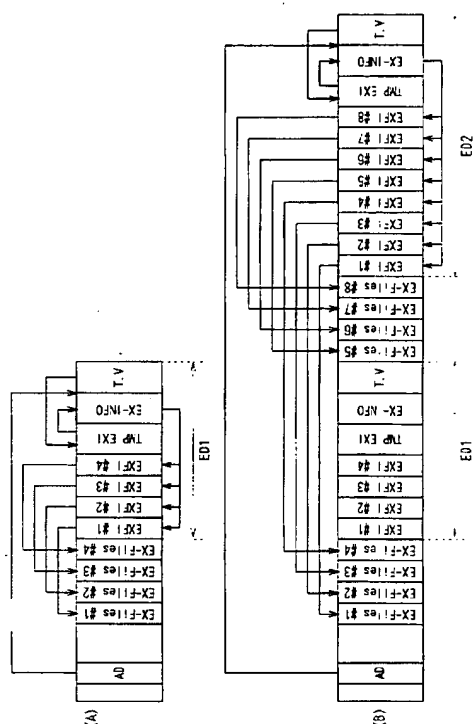 (A)
AD
EX-Files #1
EX-Files #2
EX-Files #3
EX-Files #4
EXFI #1
EXFI #2
EXFI #3
EXFI #4
TMP EXI
EX-INFO
T.V
ED1
(B)
AD
EX-Files #1
EX-Files #2
EX-Files #3
EX-Fi es #4
EXFI #1
EXFI #2
EXFI #3
EXFI #4
TMP EXI
EX- NFO
T.V
EX-Files #5
EX-Files #6
EX-Files #7
EX-Files #8
EXFI #1
EXFI #2
EXFI #3
EXFI #4
EXFI #5
EXFI #6
EXFI #7
EXFI #8
TMP EXI
EX-INFO
T.V
ED1
ED2